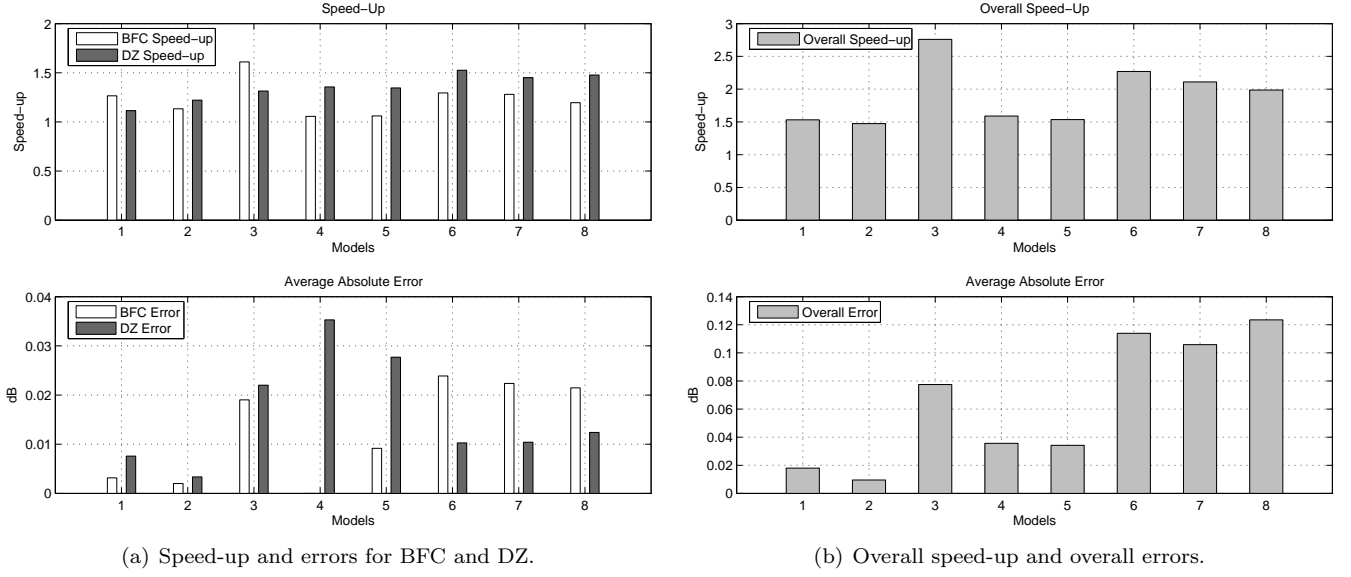 Speed−Up
2
1.5
1
0.5
0
Speed−up
BFC Speed−up
DZ Speed−up
1 2 3 4 5 6 7 8
Models
Average Absolute Error
0.04
0.03
0.02
0.01
0
dB
BFC Error
DZ Error
1 2 3 4 5 6 7 8
Models
(a) Speed-up and errors for BFC and DZ.
Overall Speed−Up
3
2.5
2
1.5
1
0.5
0
Speed−up
Overall Speed−up
1 2 3 4 5 6 7 8
Models
Average Absolute Error
0.14
0.12
0.1
0.08
0.06
0.04
0.02
0
dB
Overall Error
1 2 3 4 5 6 7 8
Models
(b) Overall speed-up and overall errors.